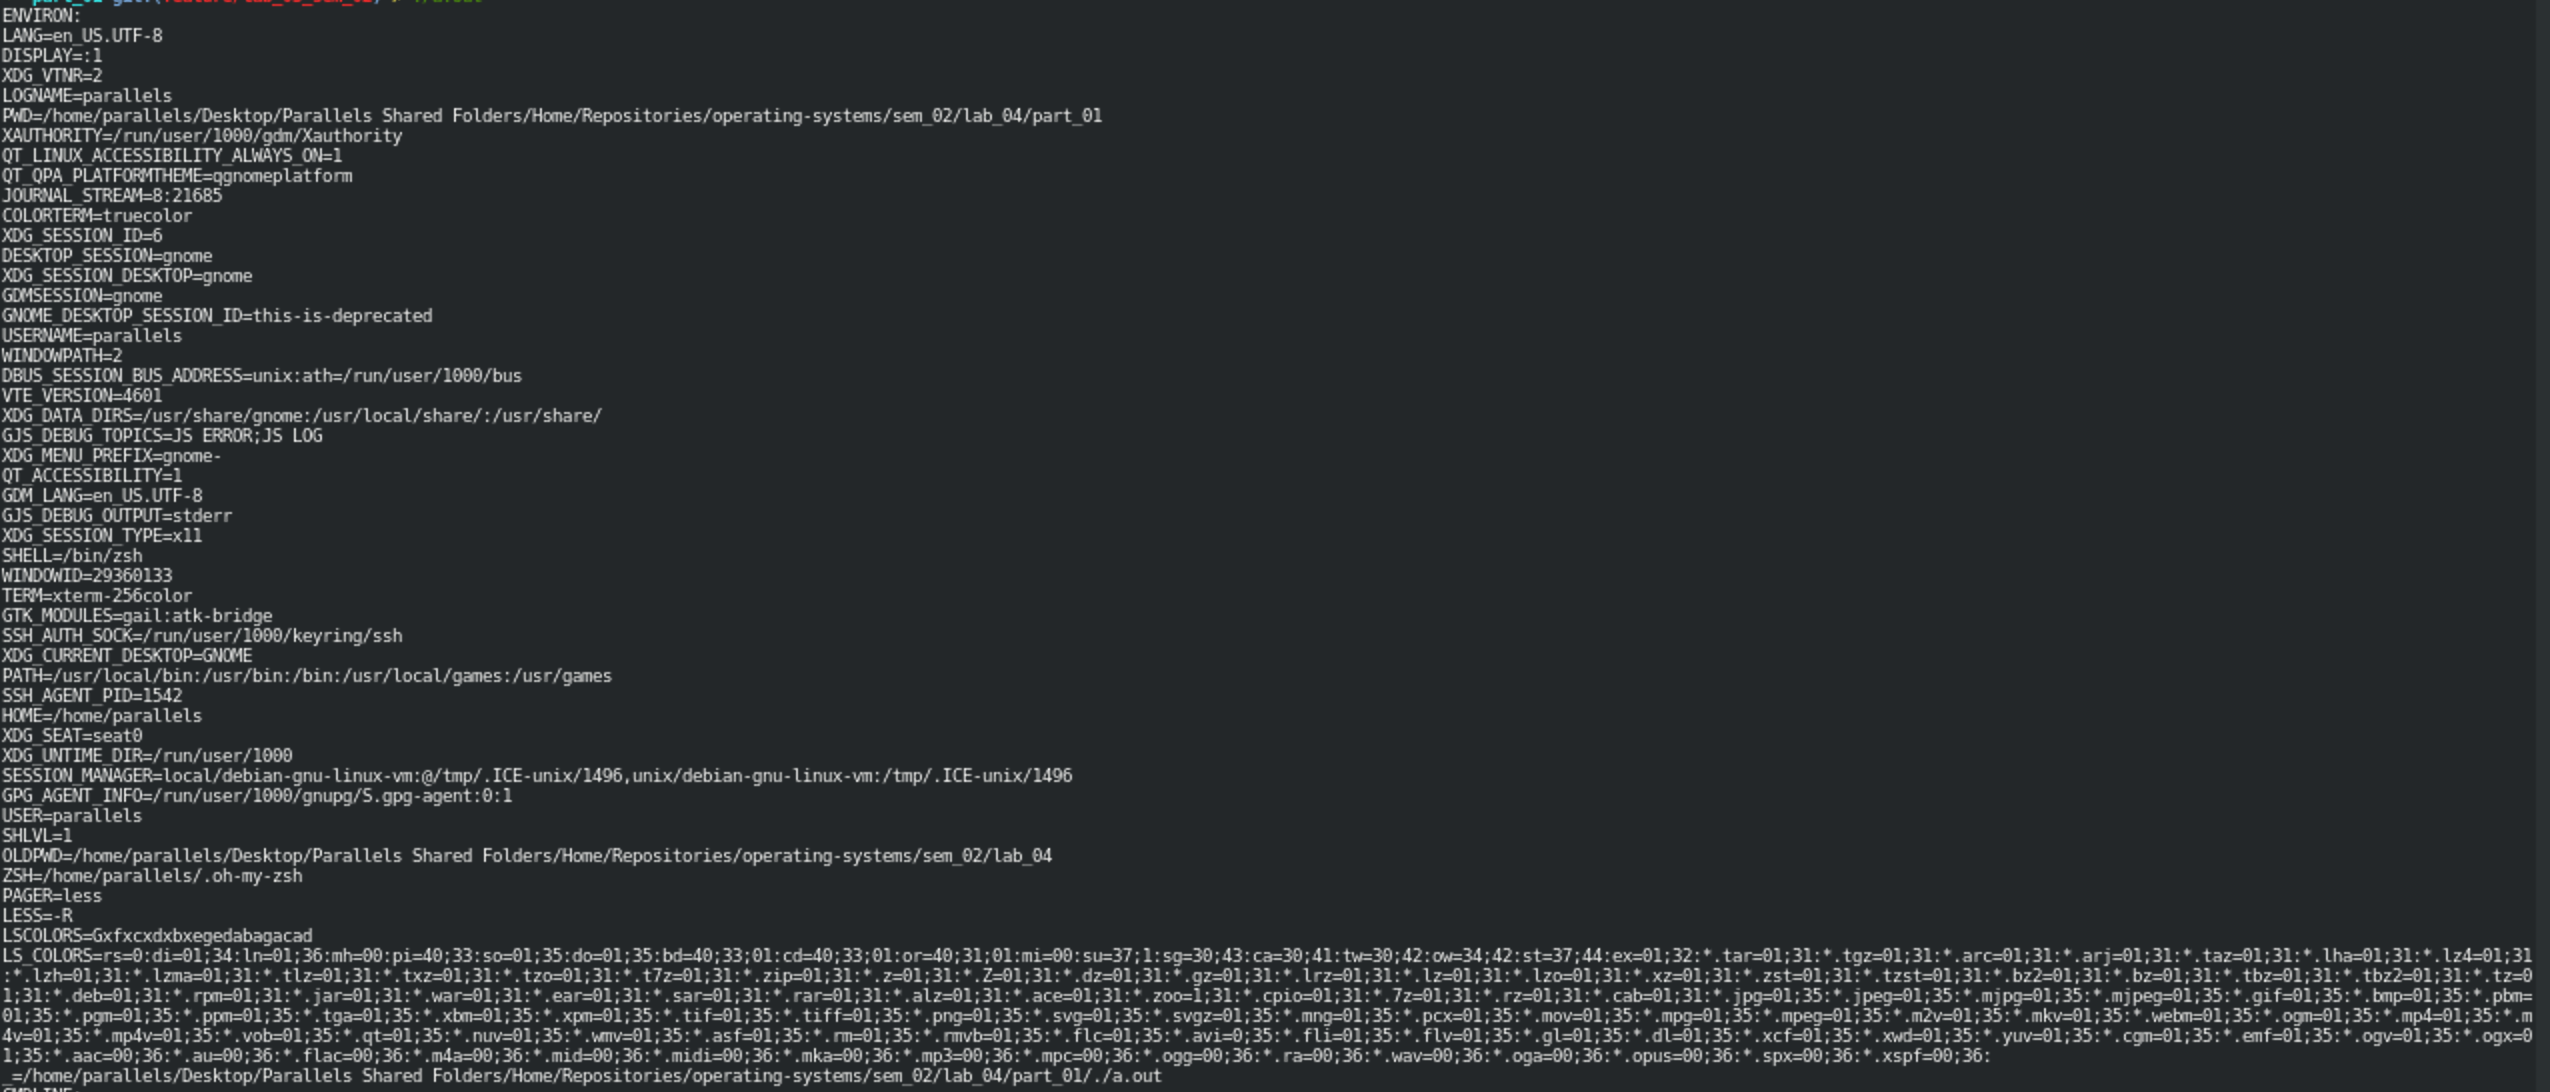 ENVIRON:
LANG=en_US.UTF-8
DISPLAY=:1
XDG_VTNR=2
LOGNAME=parallels
PWD=/home/parallels/Desktop/Parallels Shared Folders/Home/Repositories/operating-systems/sem_02/lab_04/part_01
XAUTHORITY=/run/user/1000/gdm/Xauthority
QT_LINUX_ACCESSIBILITY_ALWAYS_ON=1
QT_QPA_PLATFORMTHEME=qgnomeplatform
JOURNAL_STREAM=8:21685
COLORTERM=truecolor
XDG_SESSION_ID=6
DESKTOP_SESSION=gnome
XDG_SESSION_DESKTOP=gnome
GDMSESSION=gnome
GNOME_DESKTOP_SESSION_ID=this-is-deprecated
USERNAME=parallels
WINDOWPATH=2
DBUS_SESSION_BUS_ADDRESS=unix:ath=/run/user/1000/bus
VTE_VERSION=4601
XDG_DATA_DIRS=/usr/share/gnome:/usr/local/share/:/usr/share/
GJS_DEBUG_TOPICS=JS ERROR;JS LOG
XDG_MENU_PREFIX=gnome-
QT_ACCESSIBILITY=1
GDM_LANG=en_US.UTF-8
GJS_DEBUG_OUTPUT=stderr
XDG_SESSION_TYPE=x11
SHELL=/bin/zsh
WINDOWID=29360133
TERM=xterm-256color
GTK_MODULES=gail:atk-bridge
SSH_AUTH_SOCK=/run/user/1000/keyring/ssh
XDG_CURRENT_DESKTOP=GNOME
PATH=/usr/local/bin:/usr/bin:/bin:/usr/local/games:/usr/games
SSH_AGENT_PID=1542
HOME=/home/parallels
XDG_SEAT=seat0
XDG_UNTIME_DIR=/run/user/1000
SESSION_MANAGER=local/debian-gnu-linux-vm:@/tmp/.ICE-unix/1496,unix/debian-gnu-linux-vm:/tmp/.ICE-unix/1496
GPG_AGENT_INFO=/run/user/1000/gnupg/S.gpg-agent:0:1
USER=parallels
SHLVL=1
OLDPWD=/home/parallels/Desktop/Parallels Shared Folders/Home/Repositories/operating-systems/sem_02/lab_04
ZSH=/home/parallels/.oh-my-zsh
PAGER=less
LESS=-R
LSCOLORS=Gxfxcxdxbxegedabagacad
LS_COLORS=rs=0:di=01;34:ln=01;36:mh=00:pi=40;33:so=01;35:do=01;35:bd=40;33;01:cd=40;33;01:or=40;31;01:mi=00:su=37;1:sg=30;43:ca=30;41:tw=30;42:ow=34;42:st=37;44:ex=01;32:*.tar=01;31:*.tgz=01;31:*.arc=01;31:*.arj=01;31:*.taz=01;31:*.lha=01;31:*.lz4=01;31
:*.lzh=01;31:*.lzma=01;31:*.tlz=01;31:*.txz=01;31:*.tzo=01;31:*.t7z=01;31:*.zip=01;31:*.z=01;31:*.Z=01;31:*.dz=01;31:*.gz=01;31:*.lrz=01;31:*.lz=01;31:*.lzo=01;31:*.xz=01;31:*.zst=01;31:*.tzst=01;31:*.bz2=01;31:*.bz=01;31:*.tbz=01;31:*.tbz2=01;31:*.tz=0
1;31:*.deb=01;31:*.rpm=01;31:*.jar=01;31:*.war=01;31:*.ear=01;31:*.sar=01;31:*.rar=01;31:*.alz=01;31:*.ace=01;31:*.zoo=1;31:*.cpio=01;31:*.7z=01;31:*.rz=01;31:*.cab=01;31:*.jpg=01;35:*.jpeg=01;35:*.mjpg=01;35:*.mjpeg=01;35:*.gif=01;35:*.bmp=01;35:*.pbm=
01;35:*.pgm=01;35:*.ppm=01;35:*.tga=01;35:*.xbm=01;35:*.xpm=01;35:*.tif=01;35:*.tiff=01;35:*.png=01;35:*.svg=01;35:*.svgz=01;35:*.mng=01;35:*.pcx=01;35:*.mov=01;35:*.mpg=01;35:*.mpeg=01;35:*.m2v=01;35:*.mkv=01;35:*.webm=01;35:*.ogm=01;35:*.mp4=01;35:*.m
4v=01;35:*.mp4v=01;35:*.vob=01;35:*.qt=01;35:*.nuv=01;35:*.wmv=01;35:*.asf=01;35:*.rm=01;35:*.rmvb=01;35:*.flc=01;35:*.avi=0;35:*.fli=01;35:*.flv=01;35:*.gl=01;35:*.dl=01;35:*.xcf=01;35:*.xwd=01;35:*.yuv=01;35:*.cgm=01;35:*.emf=01;35:*.ogv=01;35:*.ogx=0
1;35:*.aac=00;36:*.au=00;36:*.flac=00;36:*.m4a=00;36:*.mid=00;36:*.midi=00;36:*.mka=00;36:*.mp3=00;36:*.mpc=00;36:*.ogg=00;36:*.ra=00;36:*.wav=00;36:*.oga=00;36:*.opus=00;36:*.spx=00;36:*.xspf=00;36:
_=/home/parallels/Desktop/Parallels Shared Folders/Home/Repositories/operating-systems/sem_02/lab_04/part_01/./a.out